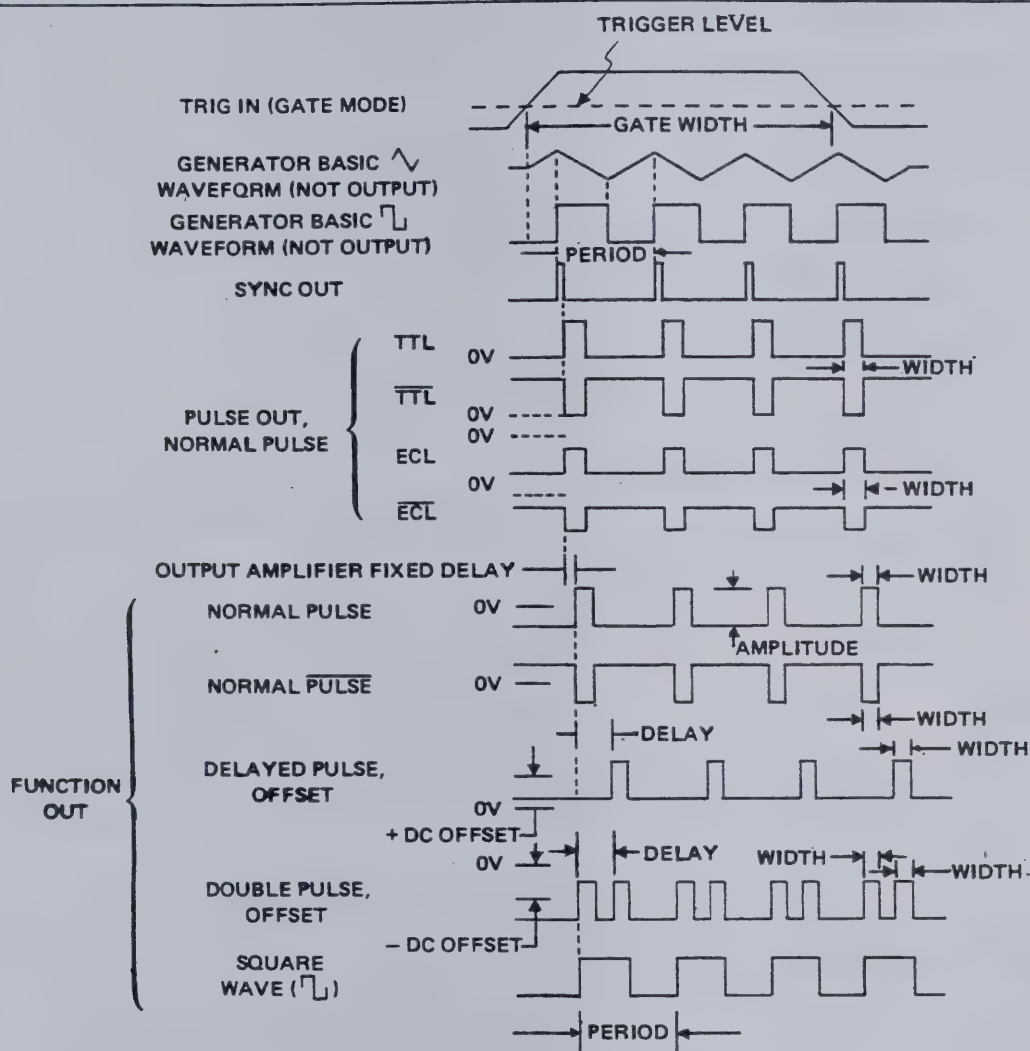 TRIGGER LEVEL
TRIG IN (GATE MODE)
GATE WIDTH
GENERATOR BASIC
WAVEFORM (NOT OUTPUT)
GENERATOR BASIC
WAVEFORM (NOT OUTPUT)
PERIOD
SYNC OUT
TTL
0V
WIDTH
T̅T̅L̅
0V
PULSE OUT,
NORMAL PULSE
0V
ECL
0V
WIDTH
E̅C̅L̅
OUTPUT AMPLIFIER FIXED DELAY
WIDTH
NORMAL PULSE
0V
AMPLITUDE
NORMAL P̅U̅L̅S̅E̅
0V
WIDTH
DELAY
WIDTH
DELAYED PULSE,
OFFSET
0V
+ DC OFFSET
FUNCTION
OUT
0V
DELAY
WIDTH
WIDTH
DOUBLE PULSE,
OFFSET
– DC OFFSET
SQUARE
WAVE ( )
PERIOD